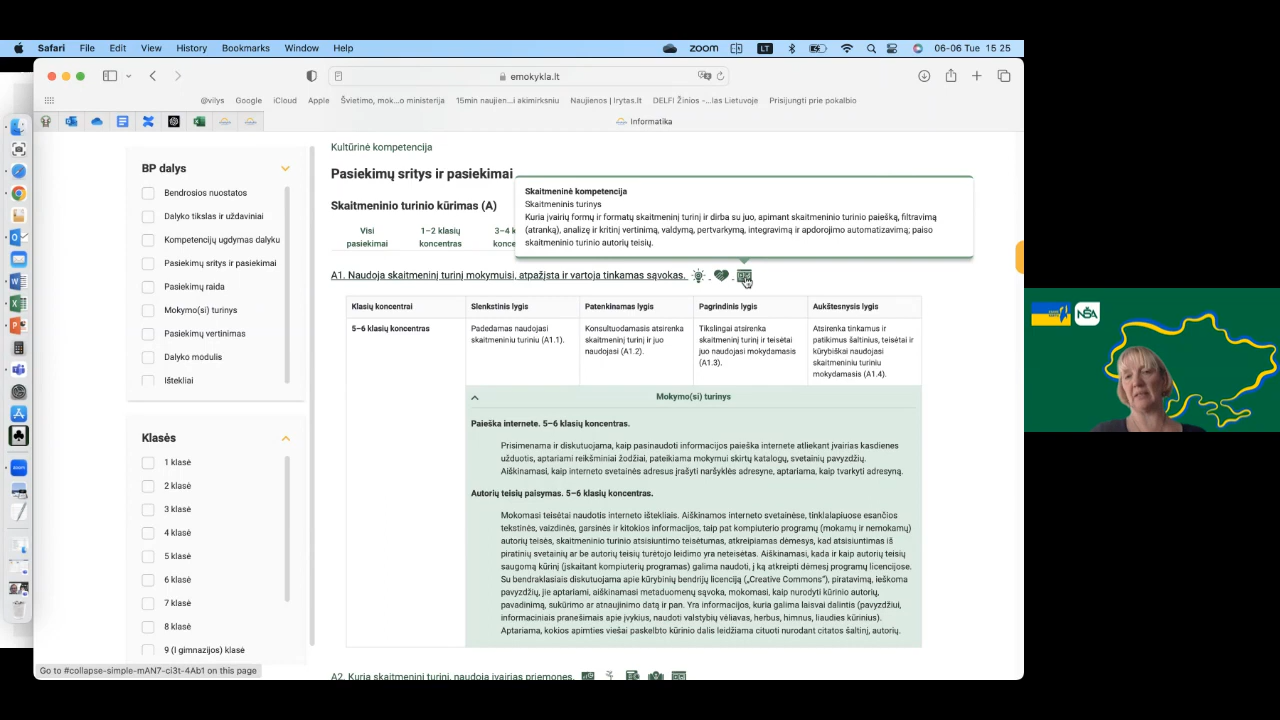 Safari File Edit View History Bookmarks Window Help zoom LT 06-06 Tue 15 25
emokykla.lt
@vilys Google iCloud Apple Švietimo, mok...o ministerija 15min naujien...i akimirksniu Naujienos | lrytas.lt DELFI Žinios –...las Lietuvoje Prisijungti prie pokalbio
Informatika
BP dalys
Bendrosios nuostatos
Dalyko tikslas ir uždaviniai
Kompetencijų ugdymas dalyku
Pasiekimų sritys ir pasiekimai
Pasiekimų raida
Mokymo(si) turinys
Pasiekimų vertinimas
Dalyko modulis
Ištekliai
Klasės
1 klasė
2 klasė
3 klasė
4 klasė
5 klasė
6 klasė
7 klasė
8 klasė
9 (I gimnazijos) klasė
Go to #collapse-simple-mAN7-ci3t-4Ab1 on this page
Kultūrinė kompetencija
Pasiekimų sritys ir pasiekimai
Skaitmeninio turinio kūrimas (A)
Skaitmeninė kompetencija
Skaitmeninis turinys
Kuria įvairių formų ir formatų skaitmeninį turinį ir dirba su juo, apimant skaitmeninio turinio paiešką, filtravimą
(atranką), analizę ir kritinį vertinimą, valdymą, pertvarkymą, integravimą ir apdorojimo automatizavimą; paiso
skaitmeninio turinio autorių teisių.
Visi pasiekimai
1–2 klasių koncentras
3–4 k
konce
A1. Naudoja skaitmeninį turinį mokymuisi, atpažįsta ir vartoja tinkamas sąvokas.
Klasių koncentrai Slenkstinis lygis Patenkinamas lygis Pagrindinis lygis Aukštesnysis lygis
5–6 klasių koncentras
Padedamas naudojasi
skaitmeniniu turiniu (A1.1).
Konsultuodamasis atsirenka
skaitmeninį turinį ir juo
naudojasi (A1.2).
Tikslingai atsirenka
skaitmeninį turinį ir teisėtai
juo naudojasi mokydamasis
(A1.3).
Atsirenka tinkamus ir
patikimus šaltinius, teisėtai ir
kūrybiškai naudojasi
skaitmeniniu turiniu
mokydamasis (A1.4).
Mokymo(si) turinys
Paieška internete. 5–6 klasių koncentras.
Prisimenama ir diskutuojama, kaip pasinaudoti informacijos paieška internete atliekant įvairias kasdienes
užduotis, aptariami reikšminiai žodžiai, pateikiama mokymui skirtų katalogų, svetainių pavyzdžių.
Aiškinamasi, kaip interneto svetainės adresus įrašyti naršyklės adresyne, aptariama, kaip tvarkyti adresyną.
Autorių teisių paisymas. 5–6 klasių koncentras.
Mokomasi teisėtai naudotis interneto ištekliais. Aiškinamos interneto svetainėse, tinklalapiuose esančios
tekstinės, vaizdinės, garsinės ir kitokios informacijos, taip pat kompiuterio programų (mokamų ir nemokamų)
autorių teisės, skaitmeninio turinio atsisiuntimo teisėtumas, atkreipiamas dėmesys, kad atsisiuntimas iš
piratinių svetainių ar be autorių teisių turėtojo leidimo yra neteisėtas. Aiškinamasi, kada ir kaip autorių teisių
saugomą kūrinį (įskaitant kompiuterių programas) galima naudoti, į ką atkreipti dėmesį programų licencijose.
Su bendraklasiais diskutuojama apie kūrybinių bendrijų licenciją („Creative Commons“), piratavimą, ieškoma
pavyzdžių, jie aptariami, aiškinamasi metaduomenų sąvoka, mokomasi, kaip nurodyti kūrinio autorių,
pavadinimą, sukūrimo ar atnaujinimo datą ir pan. Yra informacijos, kuria galima laisvai dalintis (pavyzdžiui,
informaciniais pranešimais apie įvykius, naudoti valstybių vėliavas, herbus, himnus, liaudies kūrinius).
Aptariama, kokios apimties viešai paskelbto kūrinio dalis leidžiama cituoti nurodant citatos šaltinį, autorių.
A2. Kuria skaitmeninį turinį, naudoja įvairias priemones.
NŠA